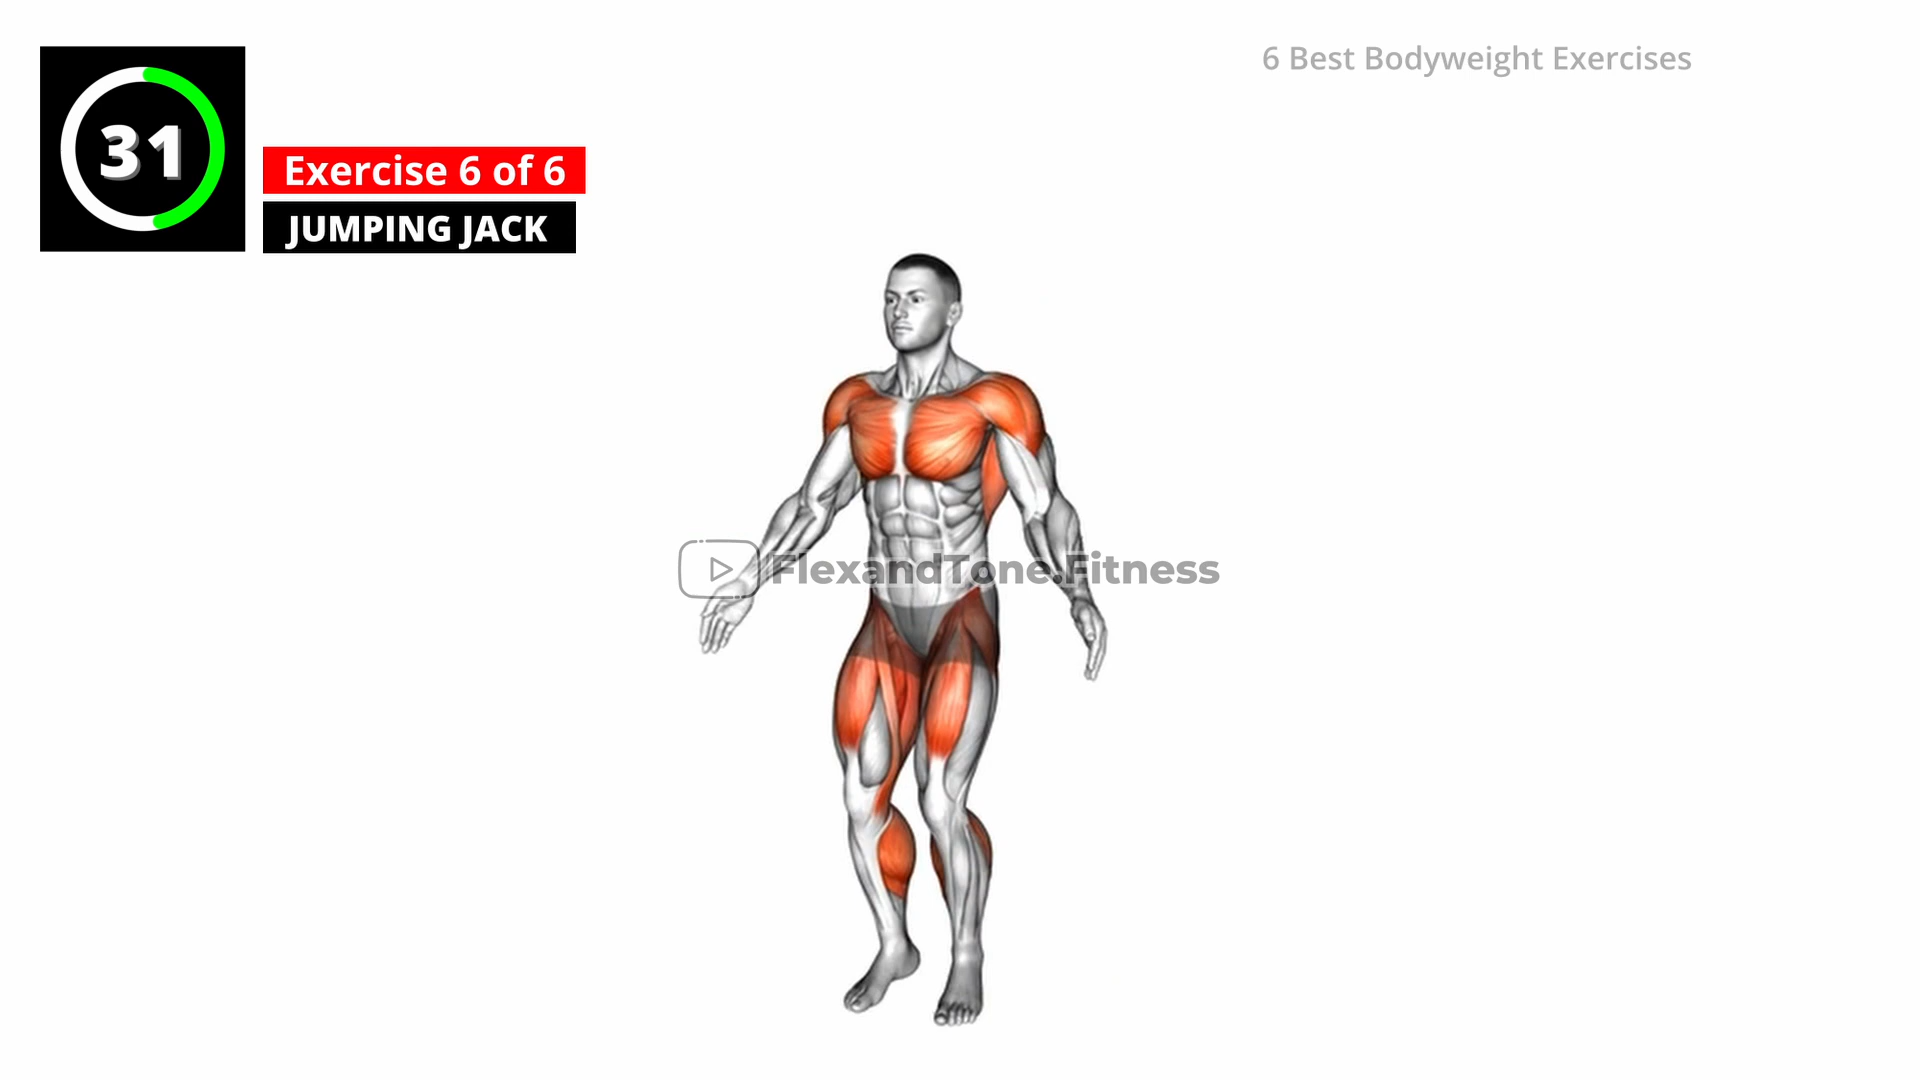 6 Best Bodyweight Exercises
31
Exercise 6 of 6
JUMPING JACK
FlexandTone.Fitness